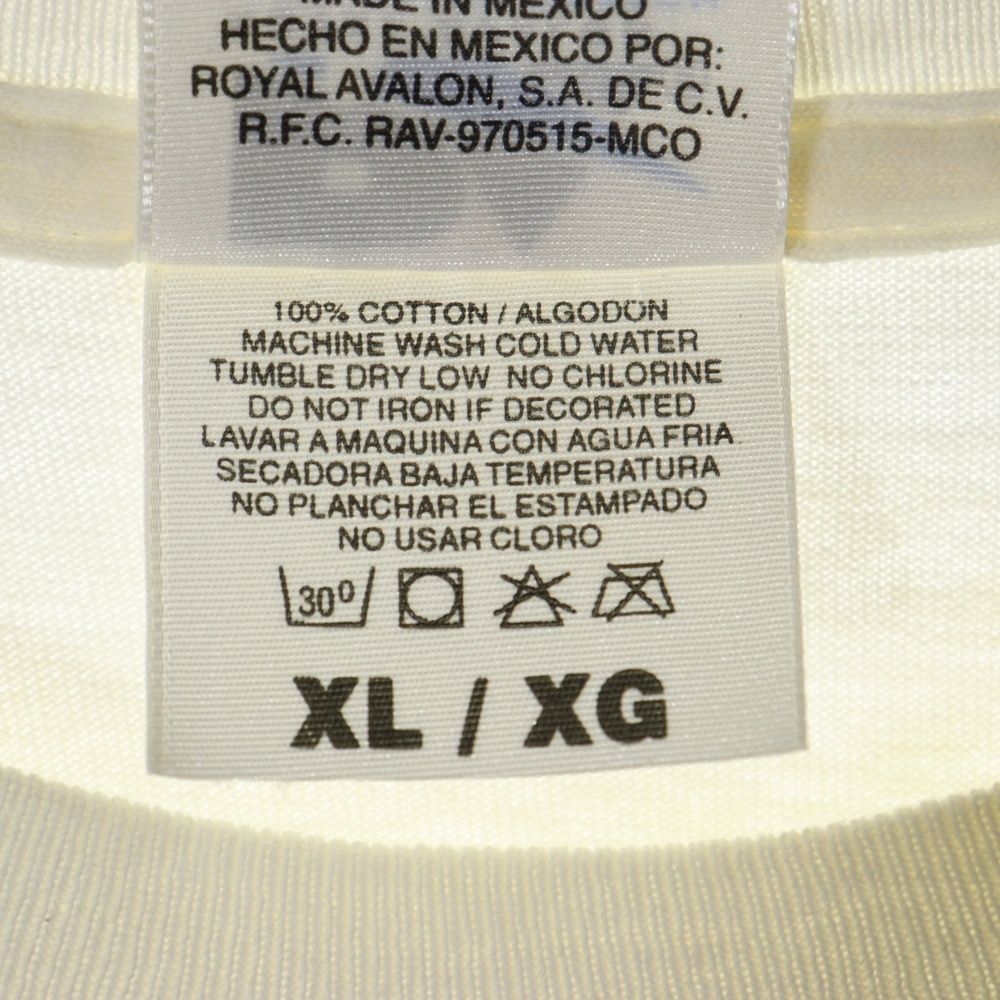 MADE IN MEXICO
HECHO EN MEXICO POR:
ROYAL AVALON, S.A. DE C.V.
R.F.C. RAV-970515-MCO
100% COTTON / ALGODON
MACHINE WASH COLD WATER
TUMBLE DRY LOW NO CHLORINE
DO NOT IRON IF DECORATED
LAVAR A MAQUINA CON AGUA FRIA
SECADORA BAJA TEMPERATURA
NO PLANCHAR EL ESTAMPADO
NO USAR CLORO
30º
XL / XG